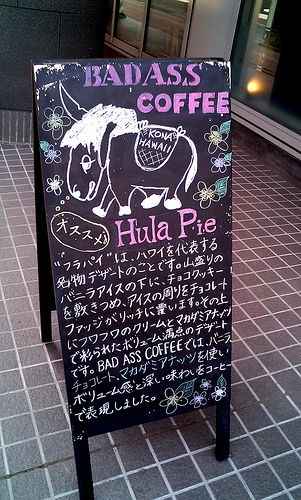 BADASS
COFFEE
KONA
HAWAII
オススメ♪
Hula Pie
"フラパイ"は、ハワイを代表する
名物デザートのことです。山盛りの
バニラアイスの下に、チョコクッキー
を敷きつめ、アイスの周りをチョコレート
ファッジがリッチに覆います。その上
にフワフワのクリームとマカダミアナッツ
で彩られたボリューム満点のデザート
です。BAD ASS COFFEEでは、バニラ
チョコレート、マカダミアナッツを使い
ボリューム感と深い味わいをコーヒー
で表現しました。